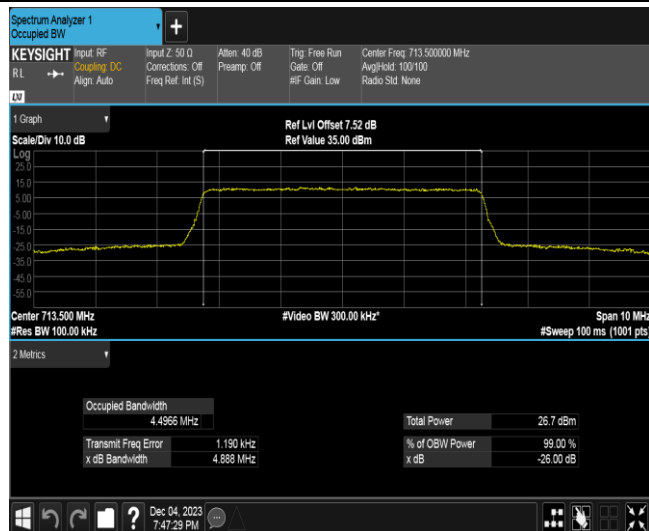 Spectrum Analyzer 1
Occupied BW
+
KEYSIGHT Input: RF Input Z: 50 Ω Atten: 40 dB Trig: Free Run Center Freq: 713.500000 MHz
RL Coupling: DC Corrections: Off Preamp: Off Gate: Off Avg|Hold: 100/100
Align: Auto Freq Ref: Int (S) #IF Gain: Low Radio Std: None
1 Graph
Ref Lvl Offset 7.52 dB
Scale/Div 10.0 dB Ref Value 35.00 dBm
Log
25.0
15.0
5.00
-5.00
-15.0
-25.0
-35.0
-45.0
-55.0
Center 713.500 MHz #Video BW 300.00 kHz* Span 10 MHz
#Res BW 100.00 kHz #Sweep 100 ms (1001 pts)
2 Metrics
Occupied Bandwidth
4.4966 MHz Total Power 26.7 dBm
Transmit Freq Error 1.190 kHz % of OBW Power 99.00 %
x dB Bandwidth 4.888 MHz x dB -26.00 dB
? Dec 04, 2023
7:47:29 PM